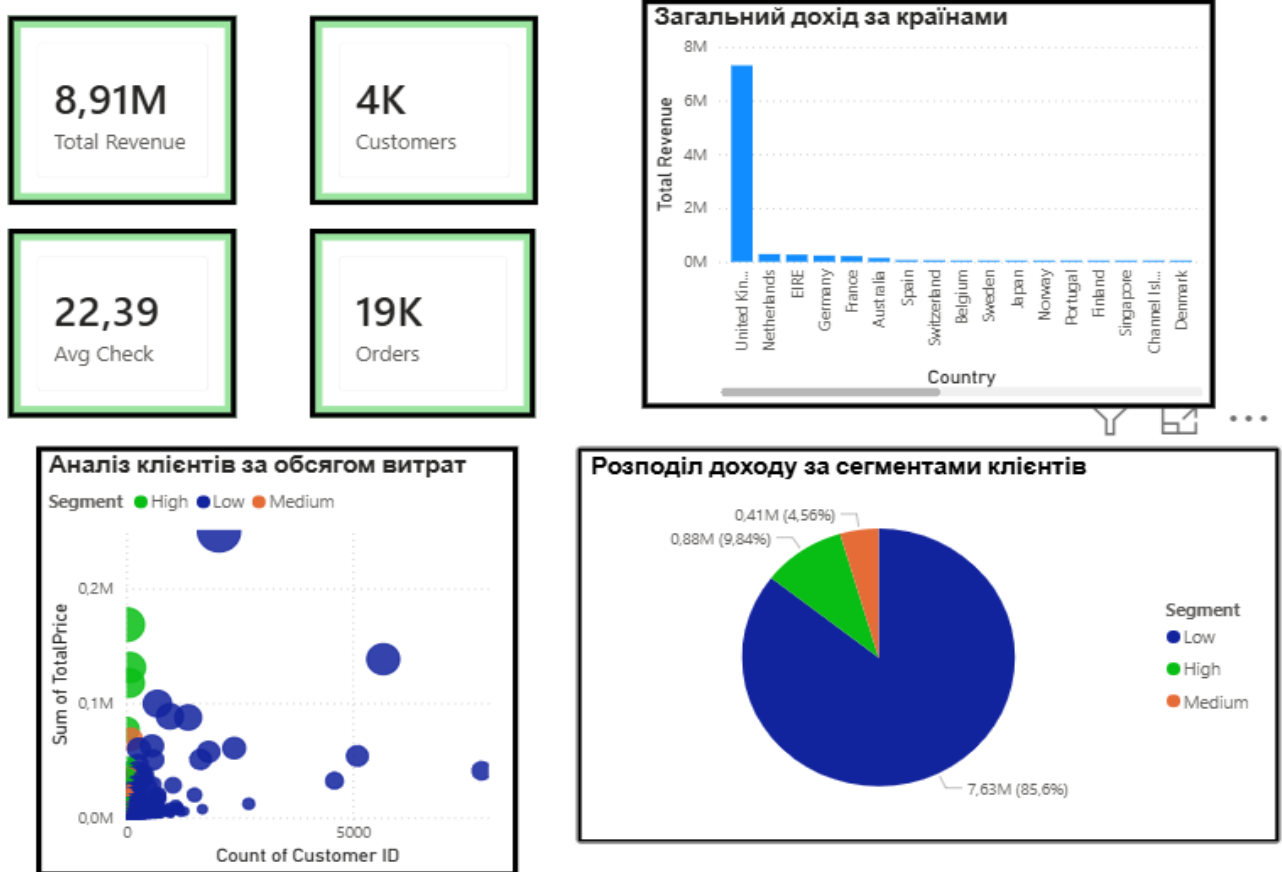 8,91M
Total Revenue
4K
Customers
22,39
Avg Check
19K
Orders
Загальний дохід за країнами
Total Revenue
8M
6M
4M
2M
0M
United Kin...
Netherlands
EIRE
Germany
France
Australia
Spain
Switzerland
Belgium
Sweden
Japan
Norway
Portugal
Finland
Singapore
Channel Isl...
Denmark
Country
Аналіз клієнтів за обсягом витрат
Segment High Low Medium
Sum of TotalPrice
0,2M
0,1M
0,0M
0
5000
Count of Customer ID
Розподіл доходу за сегментами клієнтів
0,41M (4,56%)
0,88M (9,84%)
7,63M (85,6%)
Segment
Low
High
Medium